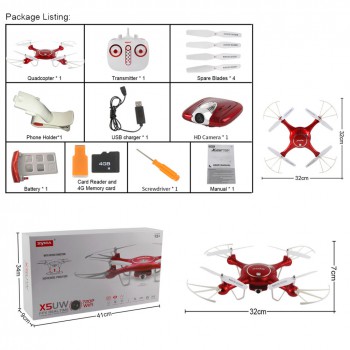 Package Listing:
Quadcopter * 1
Transmitter * 1
Spare Blades * 4
Phone Holder*1
USB charger * 1
HD Camera * 1
4GB
Battery * 1
Card Reader and
4G Memory card
Screwdriver * 1
Manual * 1
32cm
32cm
syma
X5UW
34cm
9cm
41cm
7cm
32cm